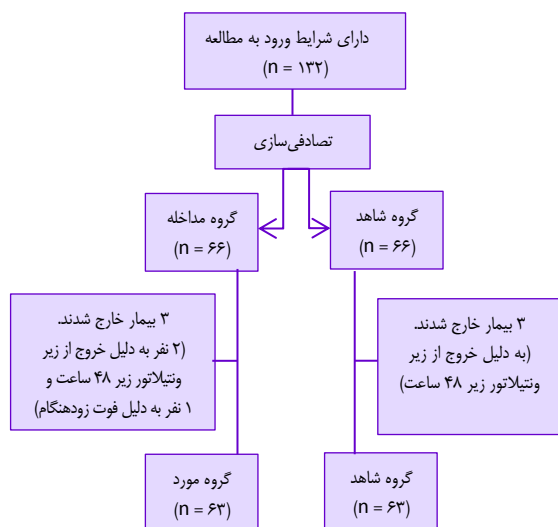 دارای شرایط ورود به مطالعه
(n = ۱۳۲)
تصادفی‌سازی
گروه شاهد
(n = ۶۶)
گروه مداخله
(n = ۶۶)
۳ بیمار خارج شدند.
(به دلیل خروج از زیر
ونتیلاتور زیر ۴۸ ساعت)
۳ بیمار خارج شدند.
(۲ نفر به دلیل خروج از زیر
ونتیلاتور زیر ۴۸ ساعت و
۱ نفر به دلیل فوت زودهنگام)
گروه شاهد
(n = ۶۳)
گروه مورد
(n = ۶۳)